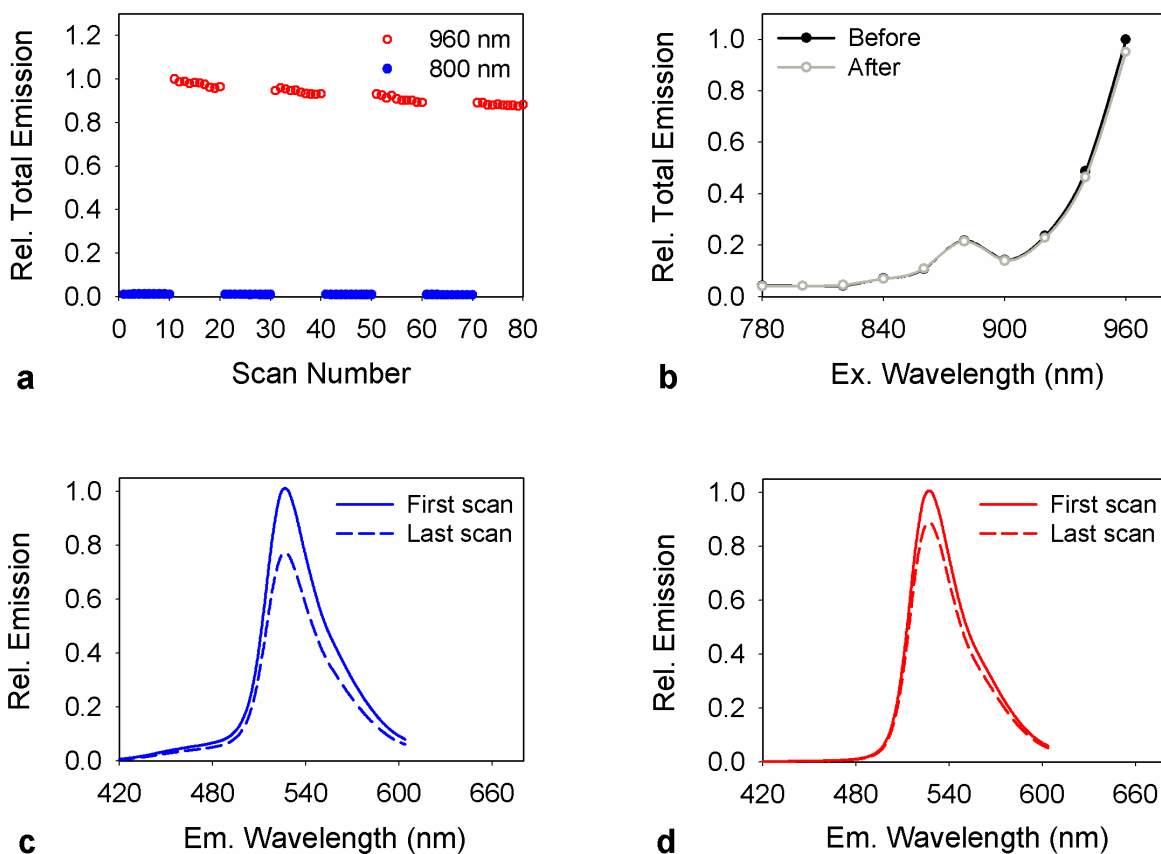 Rel. Total Emission
1.2
1.0
0.8
0.6
0.4
0.2
0.0
960 nm
800 nm
0 10 20 30 40 50 60 70 80
Scan Number
a
Rel. Total Emission
1.0
0.8
0.6
0.4
0.2
0.0
Before
After
780 840 900 960
Ex. Wavelength (nm)
b
Rel. Emission
1.0
0.8
0.6
0.4
0.2
0.0
First scan
Last scan
420 480 540 600 660
Em. Wavelength (nm)
c
Rel. Emission
1.0
0.8
0.6
0.4
0.2
0.0
First scan
Last scan
420 480 540 600 660
Em. Wavelength (nm)
d